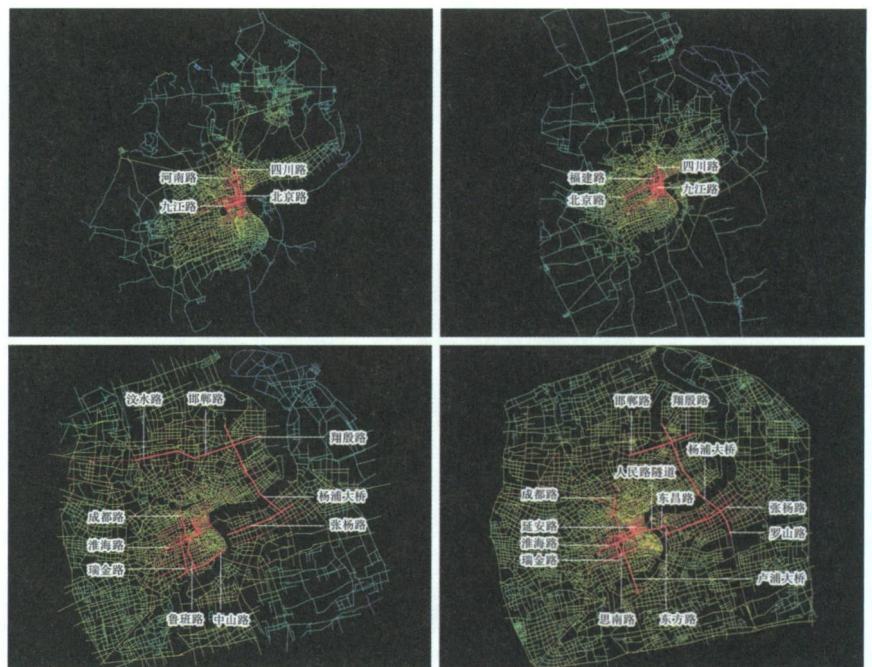 四川路
河南路
北京路
九江路
四川路
福建路
九江路
北京路
汶水路
邯郸路
翔殷路
杨浦大桥
成都路
张杨路
淮海路
瑞金路
鲁班路
中山路
邯郸路
翔殷路
杨浦大桥
人民路隧道
成都路
东昌路
张杨路
延安路
罗山路
淮海路
瑞金路
卢浦大桥
思南路
东方路